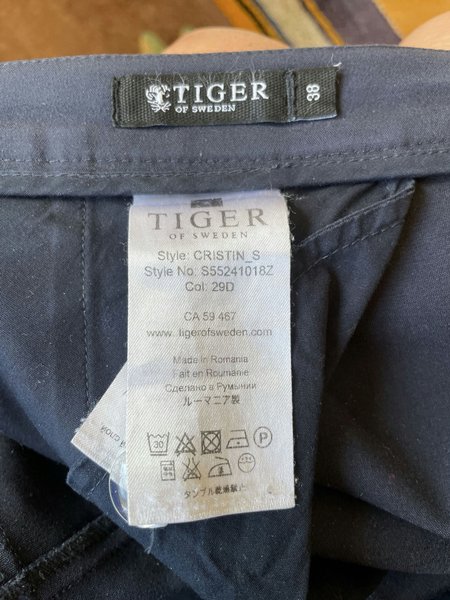 TIGER
OF SWEDEN
38
TIGER
OF SWEDEN
Style: CRISTIN_S
Style No: S55241018Z
Col: 29D
CA 59 467
www.tigerofsweden.com
Made in Romania
Fait en Roumanie
Сделано в Румынии
ルーマニア製
30
P
タンブル乾燥禁止